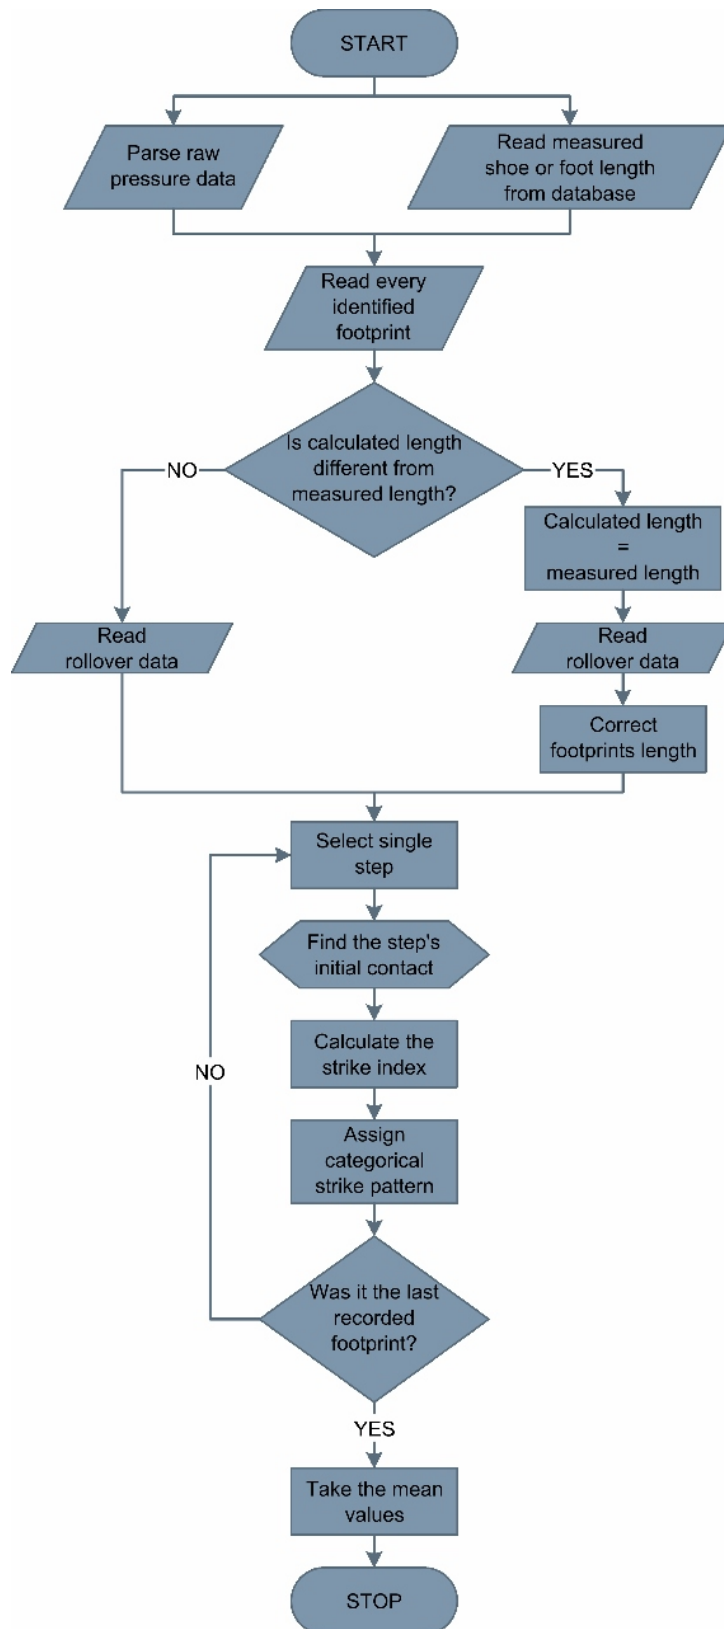 START
Parse raw
pressure data
Read measured
shoe or foot length
from database
Read every
identified
footprint
Is calculated length
different from
measured length?
NO
YES
Calculated length
=
measured length
Read
rollover data
Read
rollover data
Correct
footprints length
Select single
step
Find the step's
initial contact
Calculate the
strike index
NO
Assign
categorical
strike pattern
Was it the last
recorded
footprint?
YES
Take the mean
values
STOP